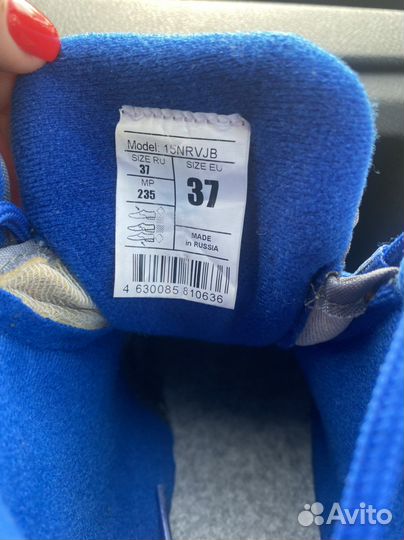 Model: 15NRVJB
SIZE RU
37
MP
235
SIZE EU
37
MADE
in RUSSIA
4 630085 610636
Avito